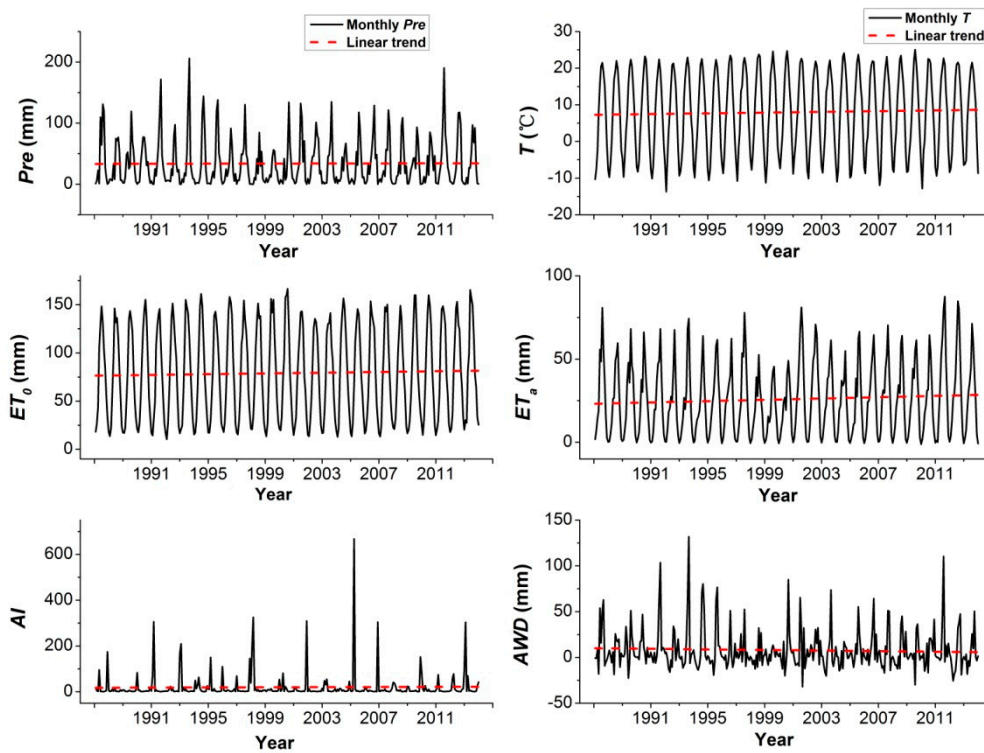 Monthly Pre
Linear trend
200
100
0
Pre (mm)
1991 1995 1999 2003 2007 2011
Year
Monthly T
Linear trend
30
20
10
0
-10
-20
T (℃)
1991 1995 1999 2003 2007 2011
Year
150
100
50
0
ET0 (mm)
1991 1995 1999 2003 2007 2011
Year
100
50
0
ETa (mm)
1991 1995 1999 2003 2007 2011
Year
600
400
200
0
AI
1991 1995 1999 2003 2007 2011
Year
150
100
50
0
-50
AWD (mm)
1991 1995 1999 2003 2007 2011
Year